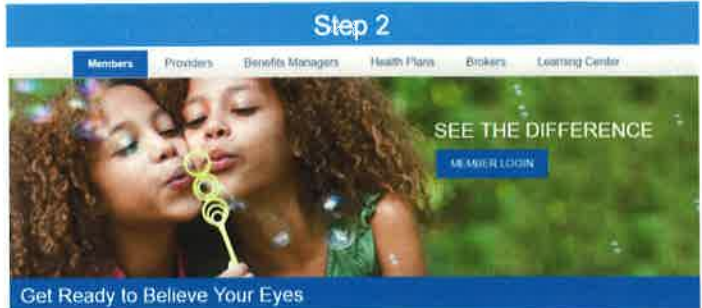 Step 2
Members Providers Benefits Managers Health Plans Brokers Learning Center
SEE THE DIFFERENCE
MEMBER LOGIN
Get Ready to Believe Your Eyes